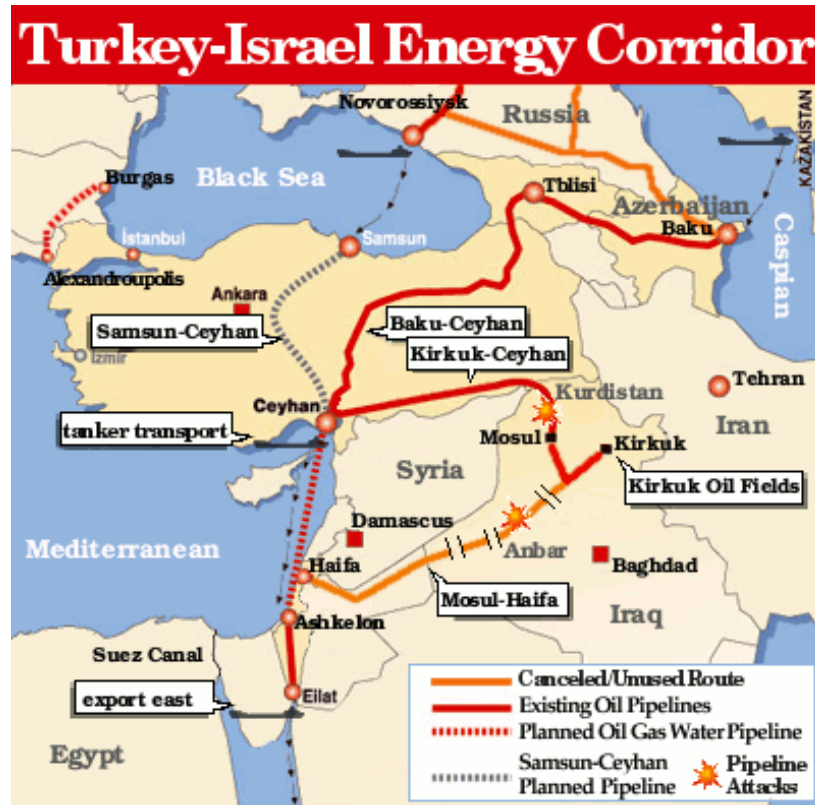 Turkey-Israel Energy Corridor
Novorossiysk
Russia
KAZAKISTAN
Burgas
Black Sea
Tblisi
Azerbaijan
Baku
Caspian
İstanbul
Samsun
Alexandroupolis
Ankara
Samsun-Ceyhan
Baku-Ceyhan
İzmir
Kirkuk-Ceyhan
Tehran
Ceyhan
Kurdistan
Iran
tanker transport
Mosul
Kirkuk
Syria
Kirkuk Oil Fields
Damascus
Mediterranean
Anbar
Haifa
Baghdad
Mosul-Haifa
Iraq
Ashkelon
Suez Canal
export east
Eilat
Egypt
Canceled/Unused Route
Existing Oil Pipelines
Planned Oil Gas Water Pipeline
Samsun-Ceyhan
Planned Pipeline
Pipeline
Attacks